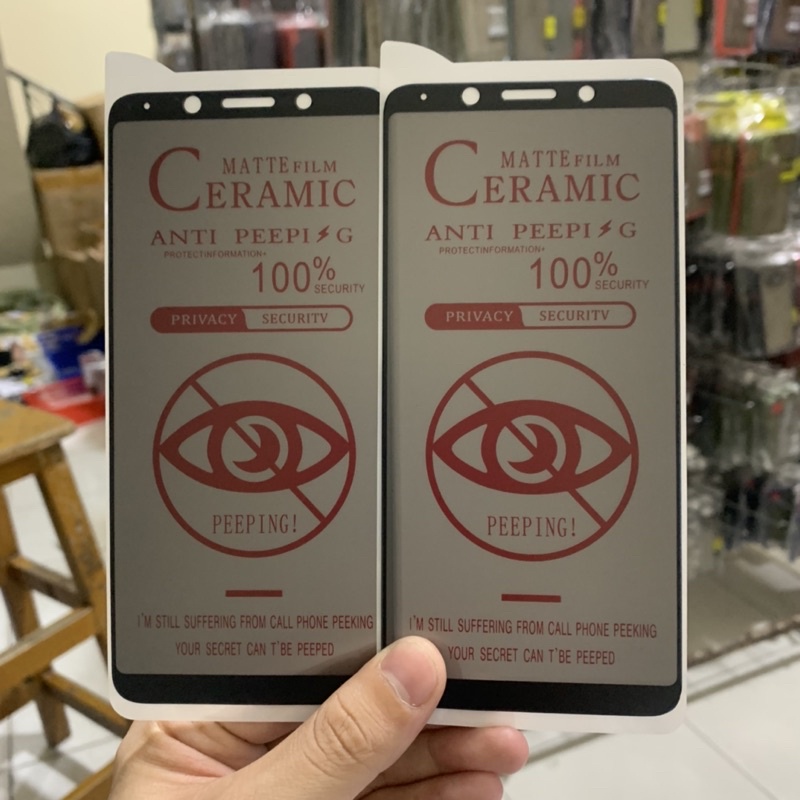 MATTE FILM
CERAMIC
ANTI PEEPI⚡G
PROTECTINFORMATION+
100%
SECURITY
PRIVACY SECURITV
PEEPING!
I'M STILL SUFFERING FROM CALL PHONE PEEKING
YOUR SECRET CAN T'BE PEEPED
MATTE FILM
CERAMIC
ANTI PEEPI⚡G
PROTECTINFORMATION+
100%
SECURITY
PRIVACY SECURITV
PEEPING!
I'M STILL SUFFERING FROM CALL PHONE PEEKING
YOUR SECRET CAN T'BE PEEPED